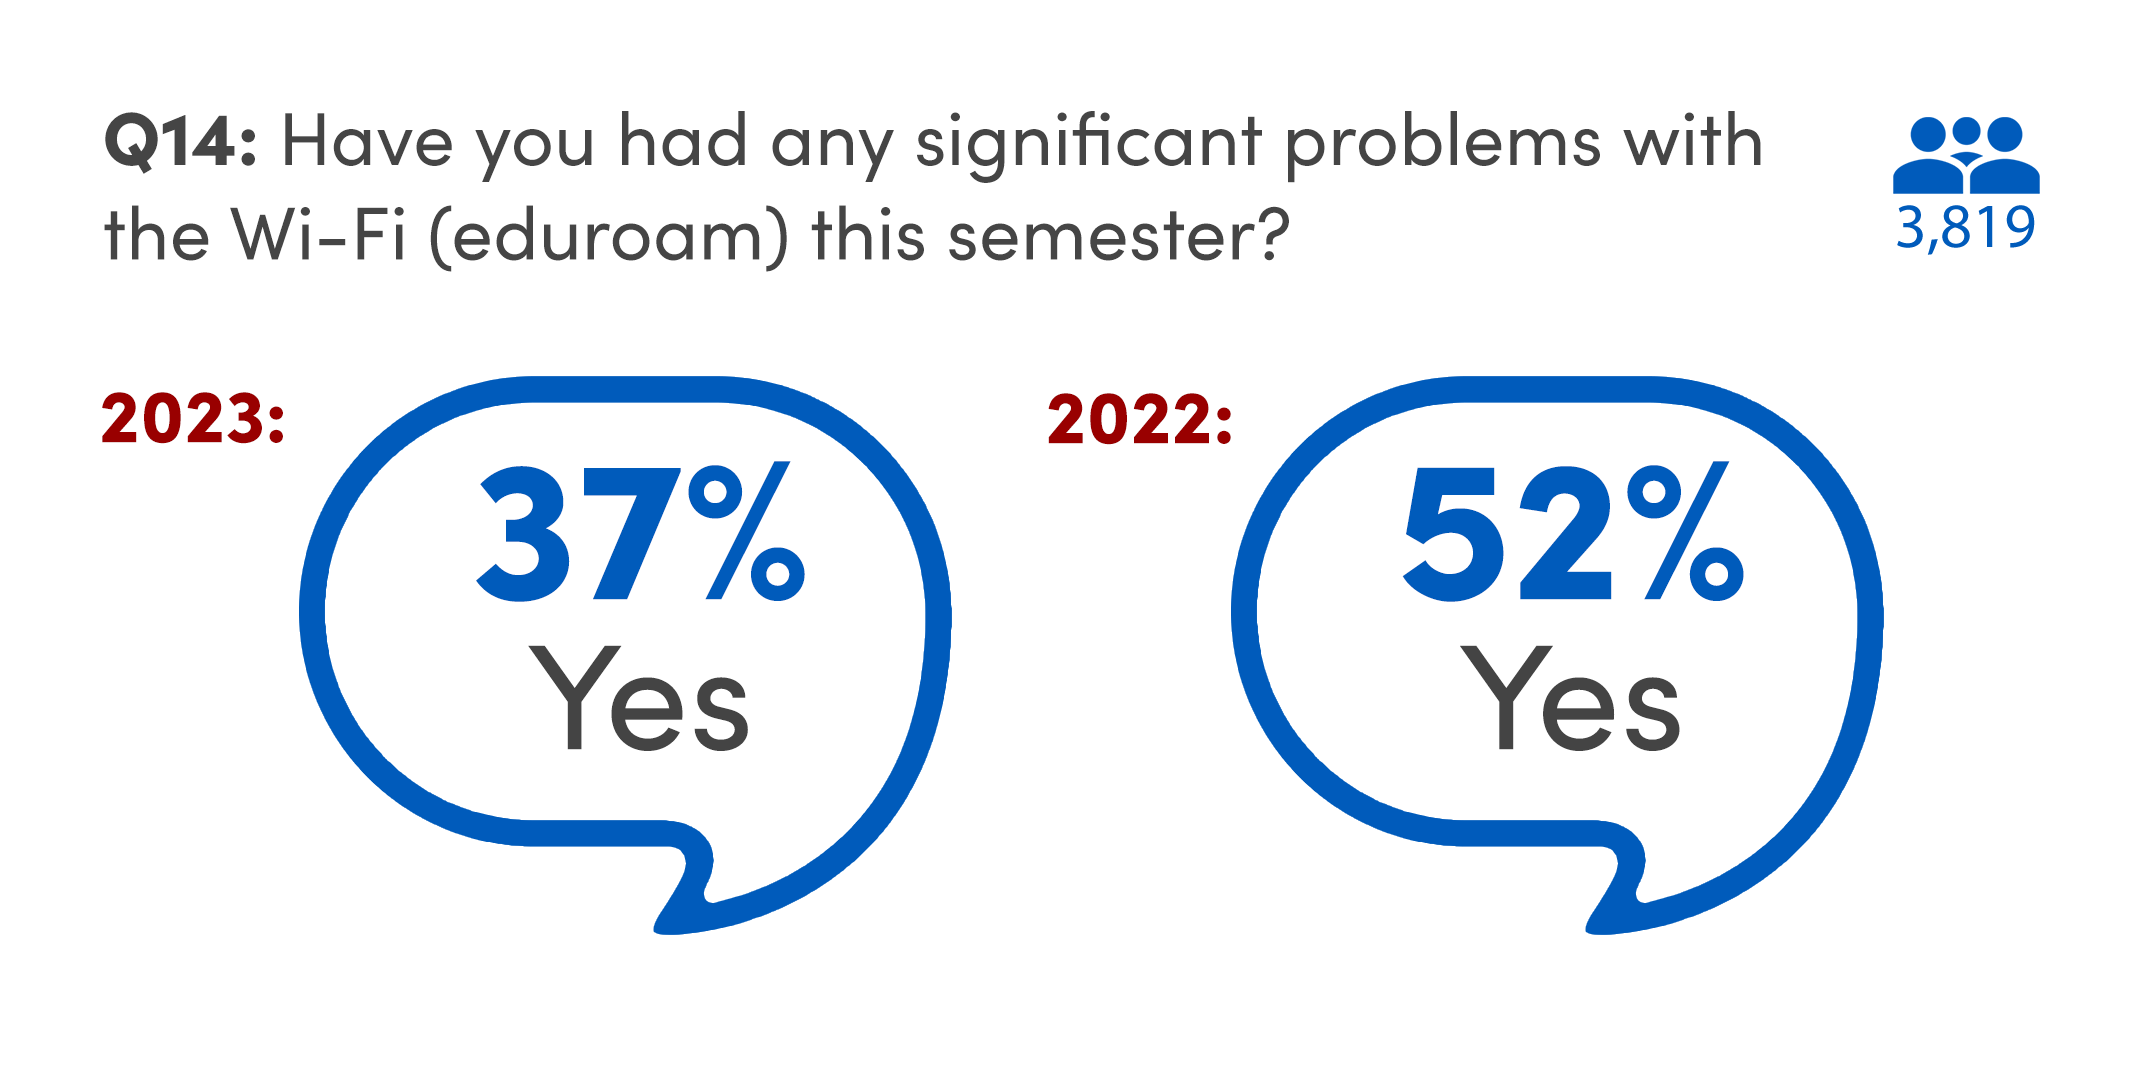 Q14: Have you had any significant problems with
the Wi-Fi (eduroam) this semester?
3,819
2023:
37%
Yes
2022:
52%
Yes